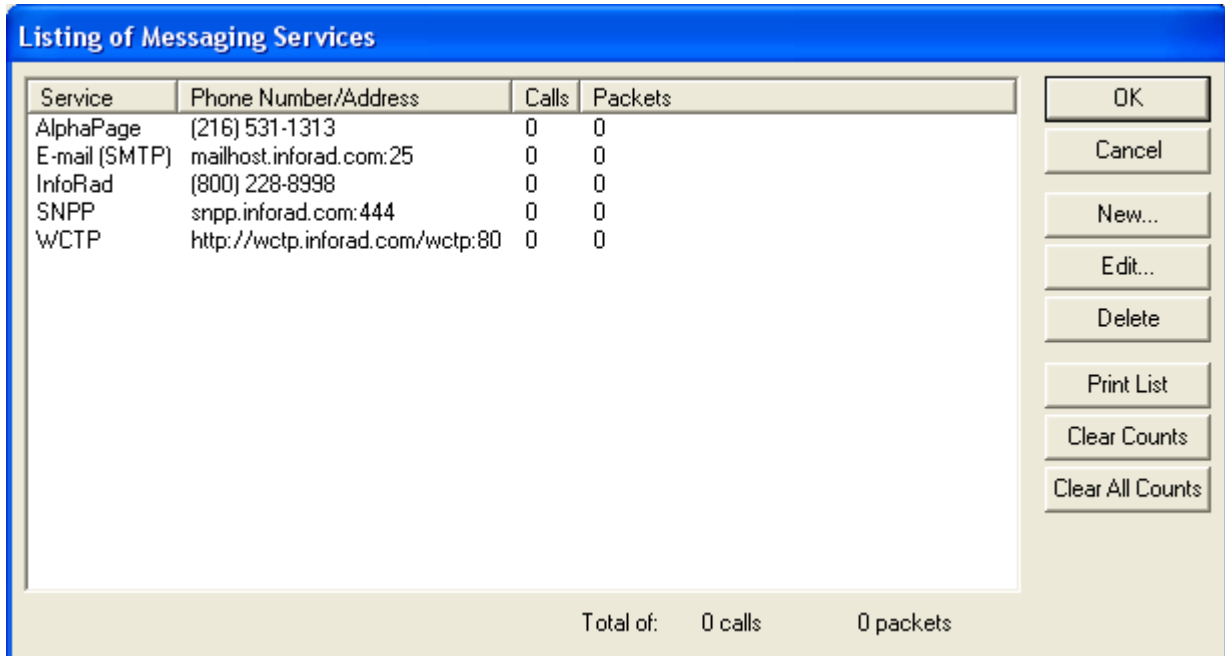 Listing of Messaging Services
Service Phone Number/Address Calls Packets
AlphaPage (216) 531-1313 0 0
E-mail (SMTP) mailhost.inforad.com:25 0 0
InfoRad (800) 228-8998 0 0
SNPP snpp.inforad.com:444 0 0
WCTP http://wctp.inforad.com/wctp:80 0 0
OK
Cancel
New...
Edit...
Delete
Print List
Clear Counts
Clear All Counts
Total of: 0 calls 0 packets